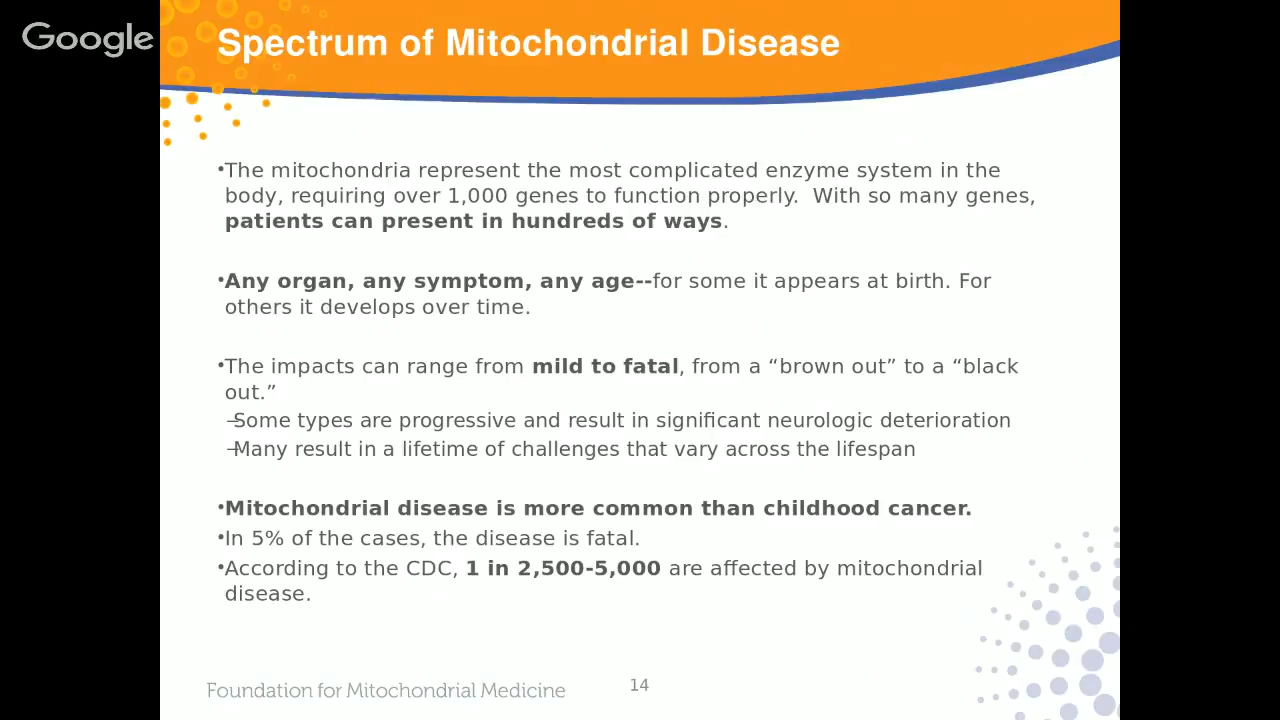 Google
Spectrum of Mitochondrial Disease
•The mitochondria represent the most complicated enzyme system in the
body, requiring over 1,000 genes to function properly.  With so many genes,
patients can present in hundreds of ways.
•Any organ, any symptom, any age--for some it appears at birth. For
others it develops over time.
•The impacts can range from mild to fatal, from a “brown out” to a “black
out.”
–Some types are progressive and result in significant neurologic deterioration
–Many result in a lifetime of challenges that vary across the lifespan
•Mitochondrial disease is more common than childhood cancer.
•In 5% of the cases, the disease is fatal.
•According to the CDC, 1 in 2,500-5,000 are affected by mitochondrial
disease.
Foundation for Mitochondrial Medicine
14